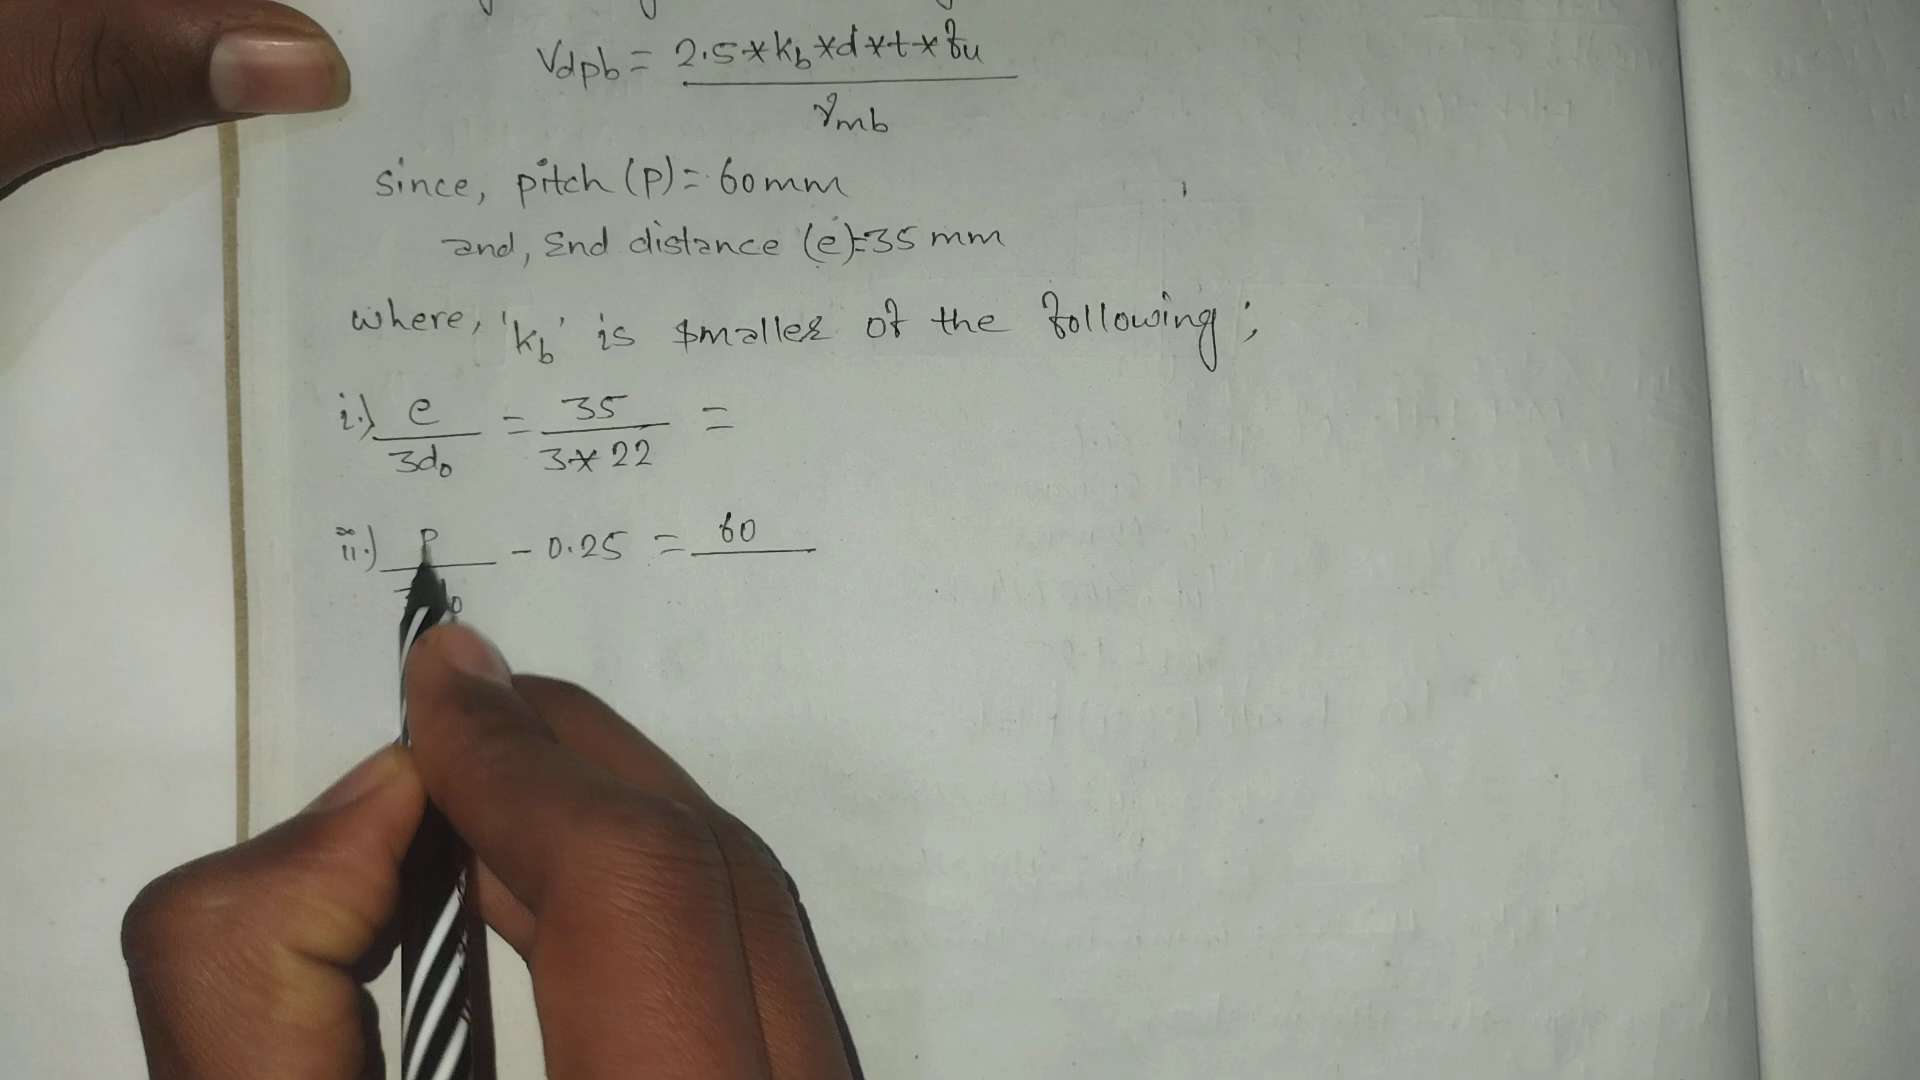 Vdpb = 2.5*kb*d*t*fu
γmb
since, pitch (P) = 60mm
and, End distance (e)=35 mm
where, 'kb' is smaller of the following;
i.) e = 35 =
3d0 3*22
ii.) P - 0.25 = 60